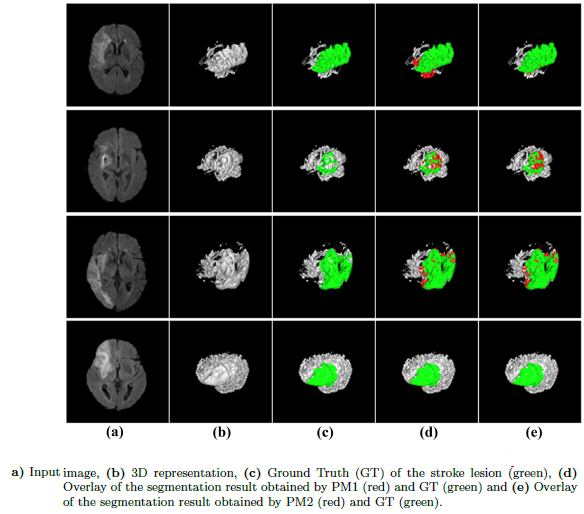 (a) (b) (c) (d) (e)
a) Input image, (b) 3D representation, (c) Ground Truth (GT) of the stroke lesion (green), (d)
Overlay of the segmentation result obtained by PM1 (red) and GT (green) and (e) Overlay
of the segmentation result obtained by PM2 (red) and GT (green).